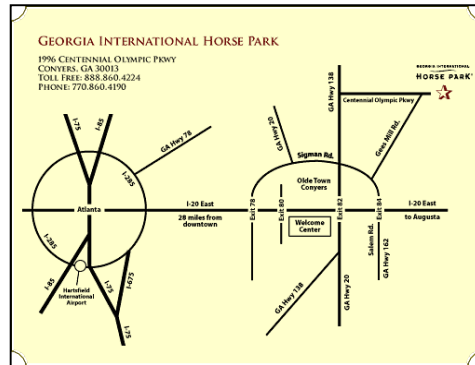 GEORGIA INTERNATIONAL HORSE PARK
1996 CENTENNIAL OLYMPIC PKWY
CONYERS, GA 30013
TOLL FREE: 888.860.4224
PHONE: 770.860.4190
GEORGIA INTERNATIONAL
HORSE PARK
I-75
I-85
GA Hwy 78
I-285
GA Hwy 20
GA Hwy 138
Centennial Olympic Pkwy
Gees Mill Rd.
Sigman Rd.
Olde Town
Conyers
Atlanta
I-20 East
28 miles from
downtown
Exit 78
Exit 80
Welcome
Center
Exit 82
Exit 84
I-20 East
to Augusta
I-285
I-85
Hartsfield
International
Airport
I-75
I-675
I-75
GA Hwy 138
GA Hwy 20
Salem Rd.
GA Hwy 162